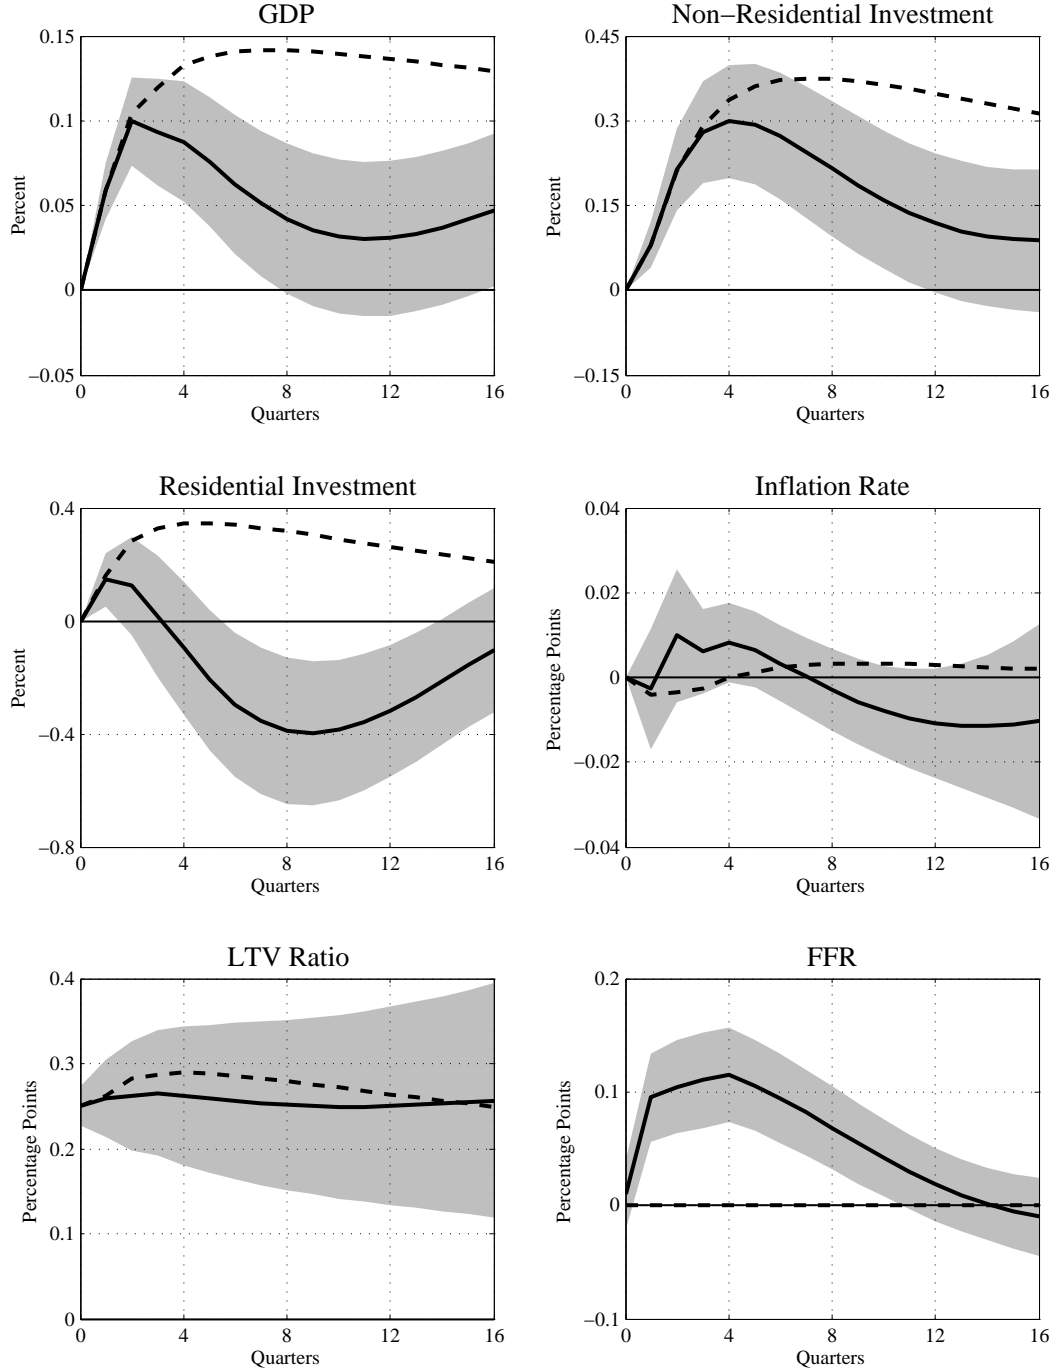 GDP
0.15
0.1
0.05
0
−0.05
Percent
0 4 8 12 16
Quarters
Non−Residential Investment
0.45
0.3
0.15
0
−0.15
Percent
0 4 8 12 16
Quarters
Residential Investment
0.4
0
−0.4
−0.8
Percent
0 4 8 12 16
Quarters
Inflation Rate
0.04
0.02
0
−0.02
−0.04
Percentage Points
0 4 8 12 16
Quarters
LTV Ratio
0.4
0.3
0.2
0.1
0
Percentage Points
0 4 8 12 16
Quarters
FFR
0.2
0.1
0
−0.1
Percentage Points
0 4 8 12 16
Quarters